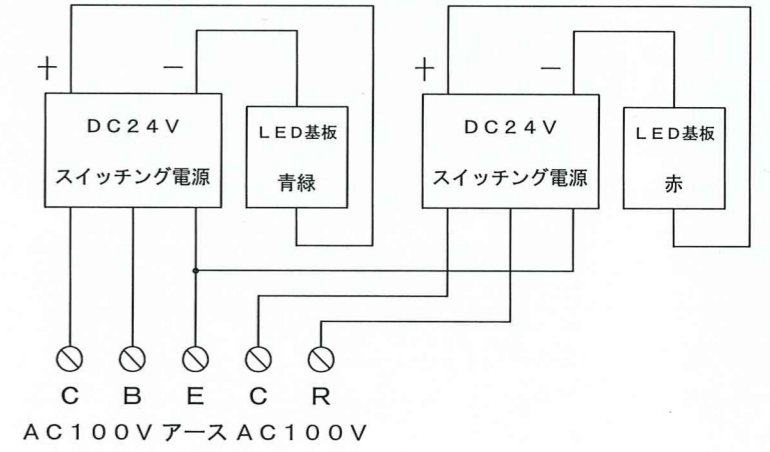 ＋ － ＋ －
ＤＣ２４Ｖ
スイッチング電源
ＬＥＤ基板
青緑
ＤＣ２４Ｖ
スイッチング電源
ＬＥＤ基板
赤
Ｃ Ｂ Ｅ Ｃ Ｒ
ＡＣ１００Ｖ アース ＡＣ１００Ｖ